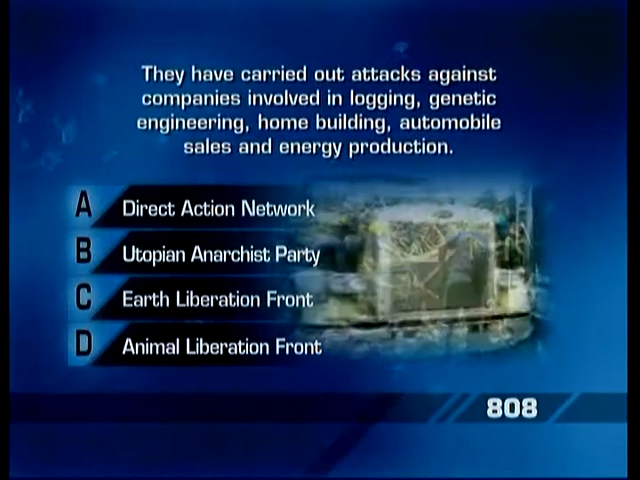 They have carried out attacks against
companies involved in logging, genetic
engineering, home building, automobile
sales and energy production.
A Direct Action Network
B Utopian Anarchist Party
C Earth Liberation Front
D Animal Liberation Front
808